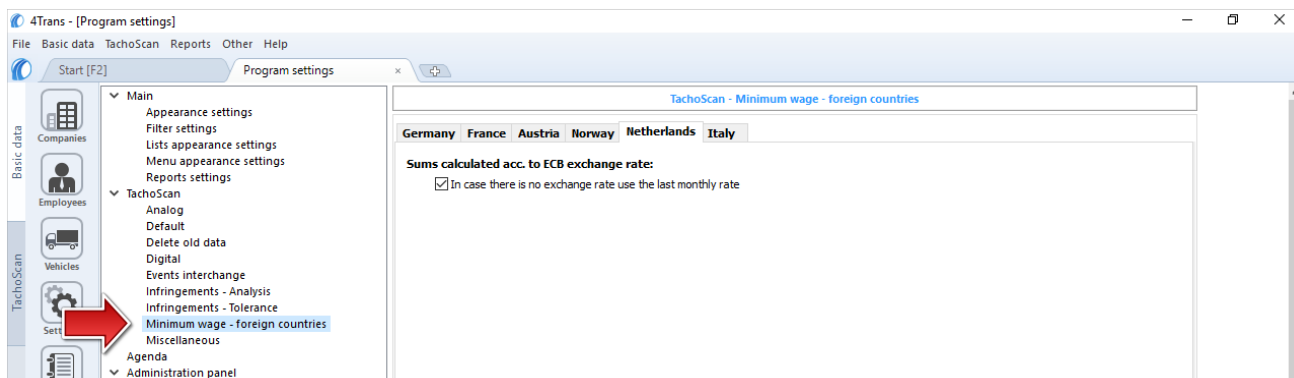 4Trans - [Program settings]
File Basic data TachoScan Reports Other Help
Start [F2]
Program settings
Basic data
TachoScan
Companies
Employees
Vehicles
Main
Appearance settings
Filter settings
Lists appearance settings
Menu appearance settings
Reports settings
TachoScan
Analog
Default
Delete old data
Digital
Events interchange
Infringements - Analysis
Infringements - Tolerance
Minimum wage - foreign countries
Miscellaneous
Agenda
Administration panel
TachoScan - Minimum wage - foreign countries
Germany France Austria Norway Netherlands Italy
Sums calculated acc. to ECB exchange rate:
In case there is no exchange rate use the last monthly rate